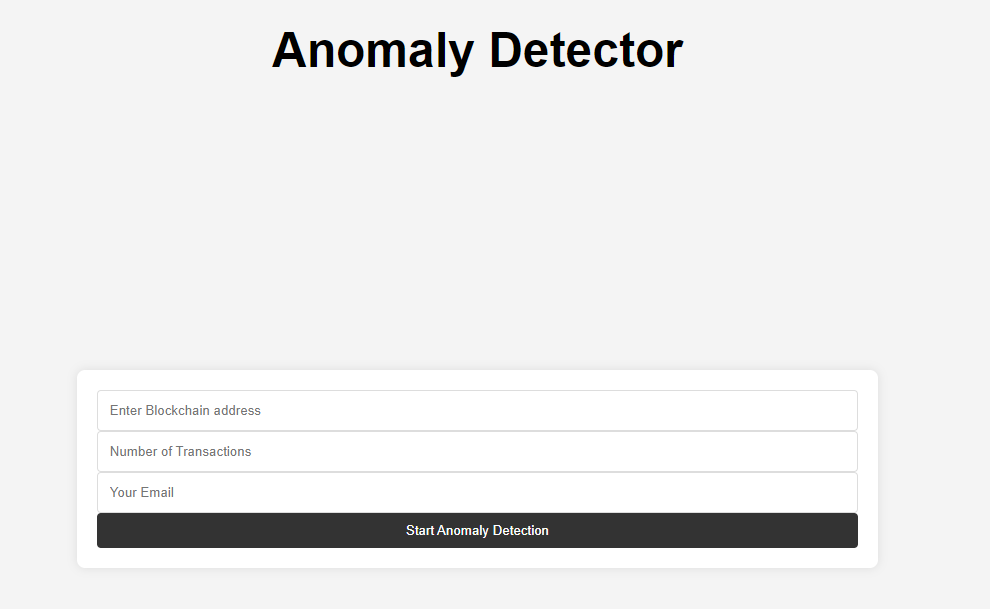 Anomaly Detector
Enter Blockchain address
Number of Transactions
Your Email
Start Anomaly Detection